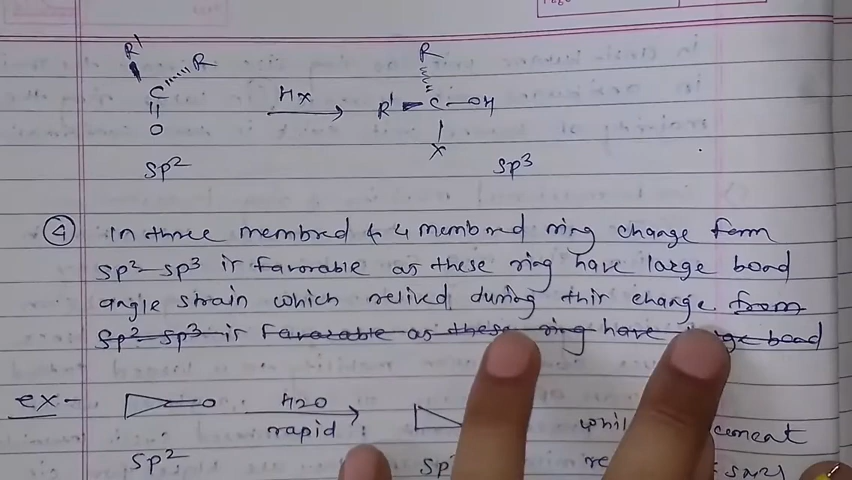 R' R R
C HX R' C OH
O X
sp2 sp3
④ In three membred & 4 membred ring change form
sp2-sp3 is favorable as these ring have large bond
angle strain which relived during this change. from
sp2-sp3 is favorable as these ring have large bond
ex- O H2O
rapid
sp2 sp